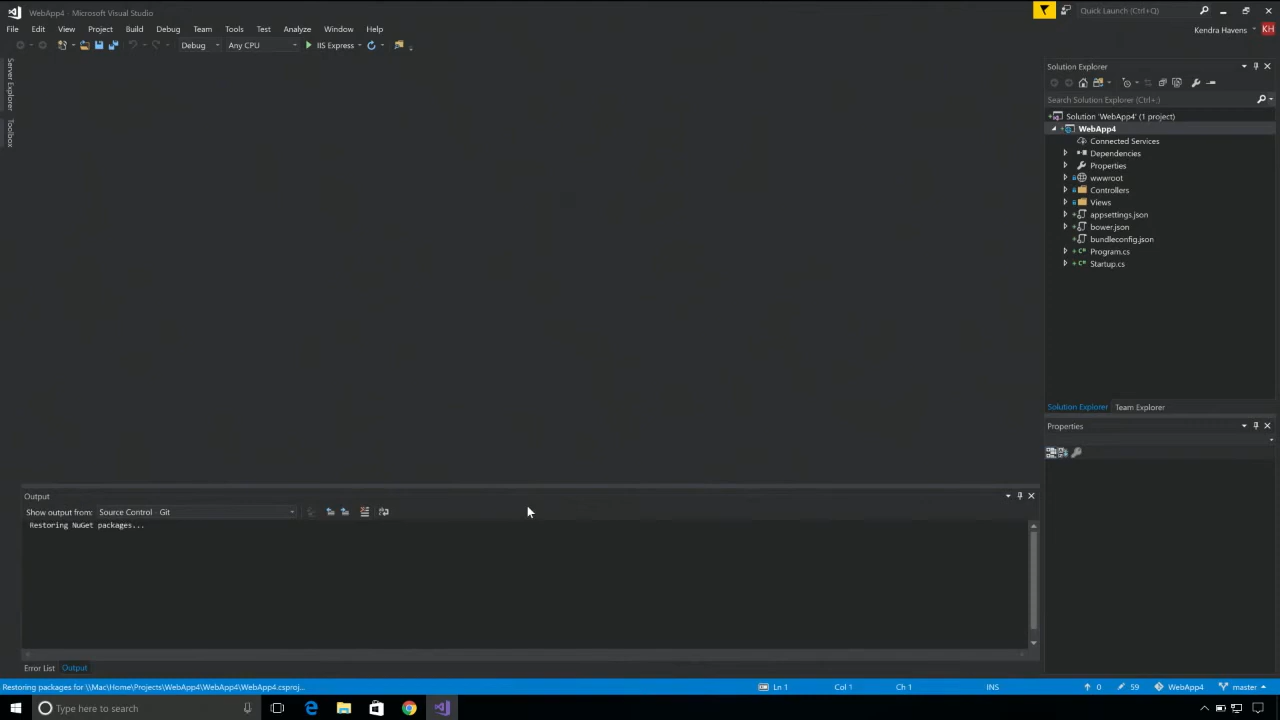 WebApp4 - Microsoft Visual Studio
Quick Launch (Ctrl+Q)
File Edit View Project Build Debug Team Tools Test Analyze Window Help
Kendra Havens KH
Debug Any CPU IIS Express
Server Explorer
Toolbox
Solution Explorer
Search Solution Explorer (Ctrl+;)
Solution 'WebApp4' (1 project)
WebApp4
Connected Services
Dependencies
Properties
wwwroot
Controllers
Views
appsettings.json
bower.json
bundleconfig.json
Program.cs
Startup.cs
Solution Explorer Team Explorer
Properties
Output
Show output from: Source Control - Git
Restoring NuGet packages...
Error List Output
Restoring packages for \\Mac\Home\Projects\WebApp4\WebApp4\WebApp4.csproj...
Ln 1 Col 1 Ch 1 INS 0 59 WebApp4 master
Type here to search